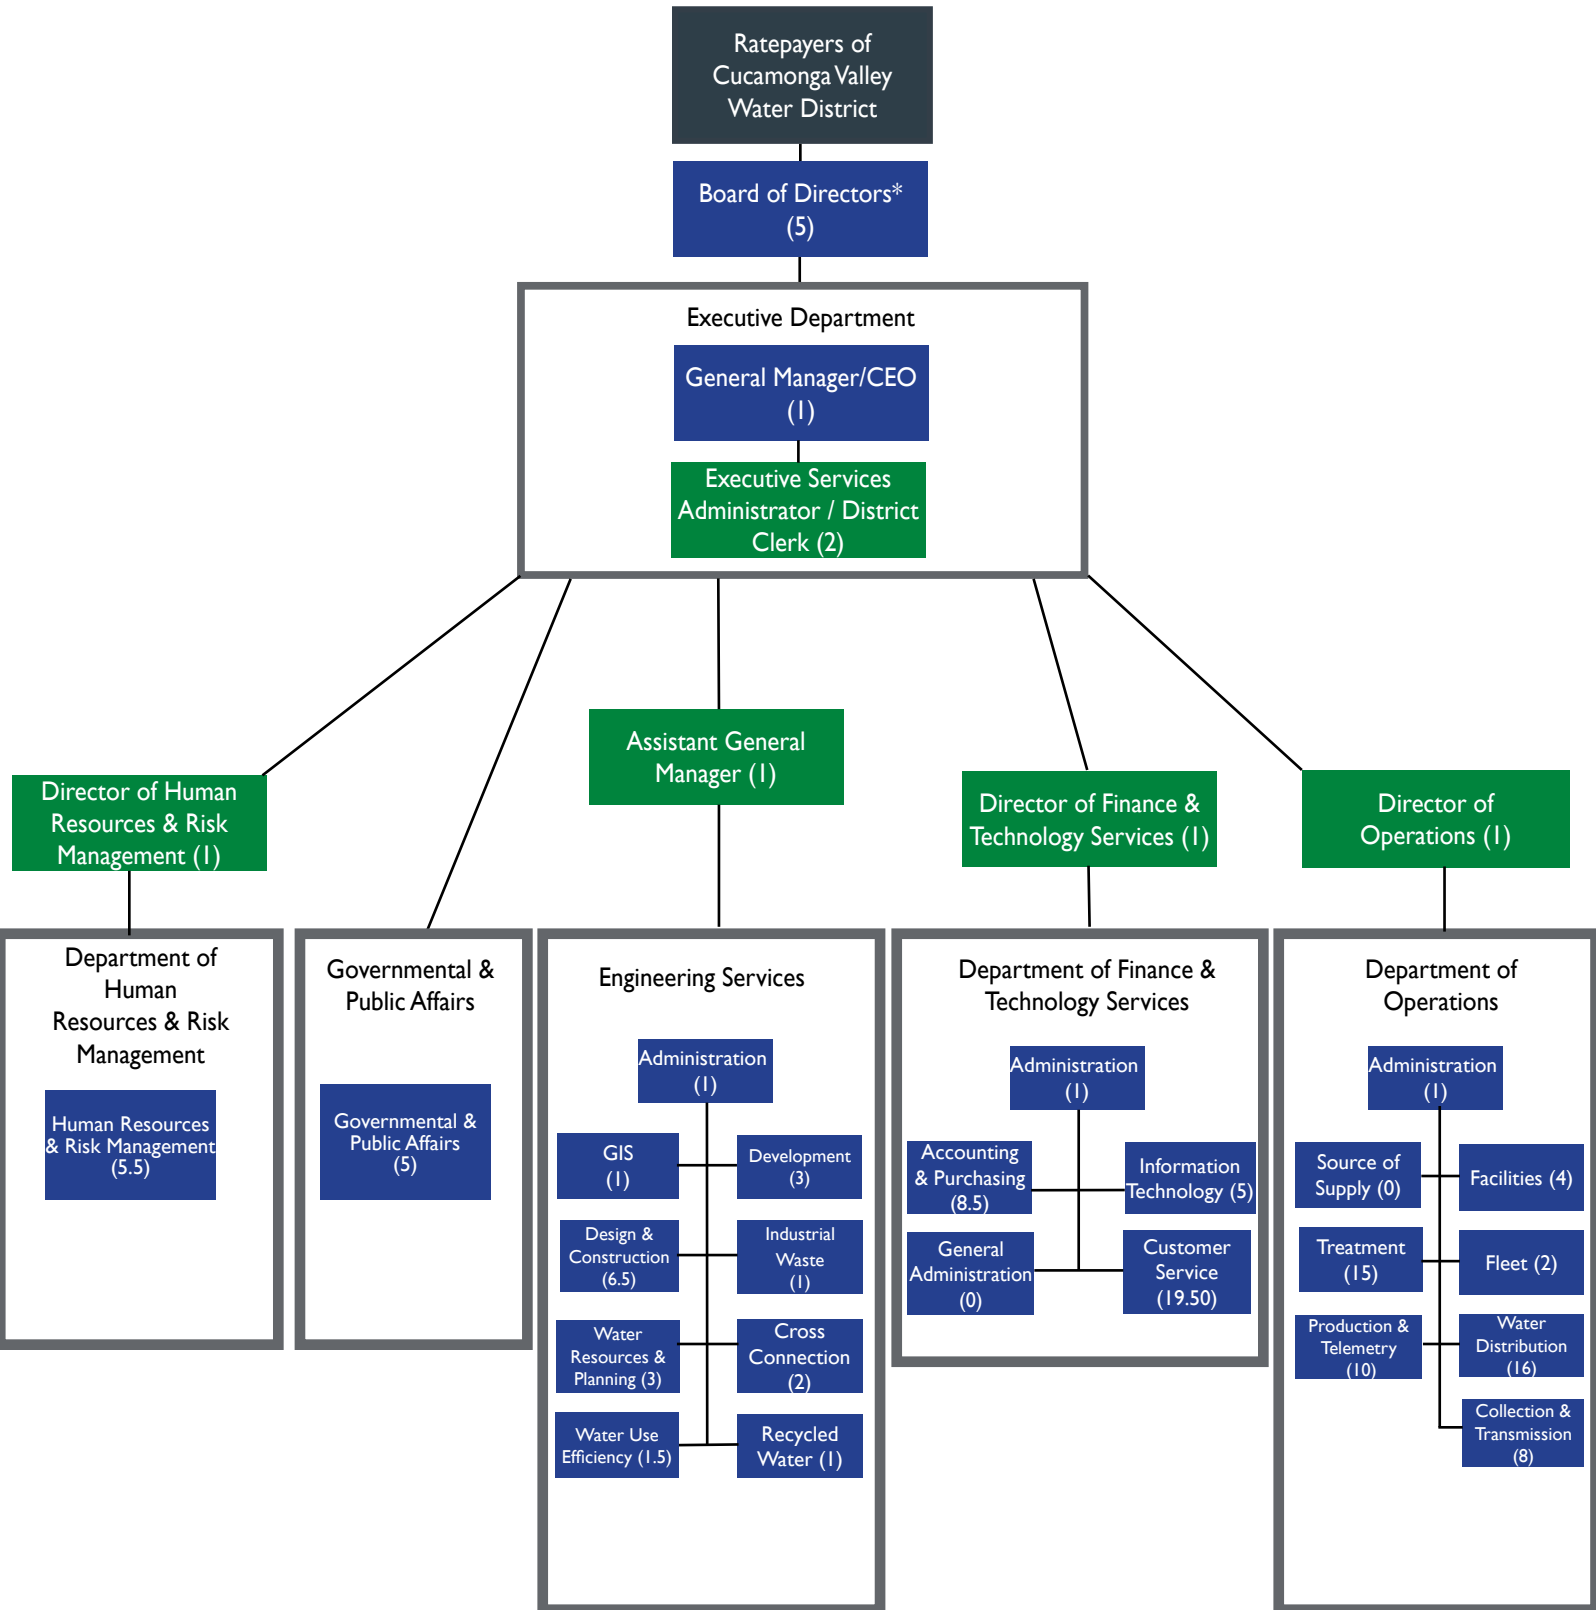 Ratepayers of
Cucamonga Valley
Water District
Board of Directors*
(5)
Executive Department
General Manager/CEO
(1)
Executive Services
Administrator / District
Clerk (2)
Assistant General
Manager (1)
Director of Human
Resources & Risk
Management (1)
Director of Finance &
Technology Services (1)
Director of
Operations (1)
Department of
Human
Resources & Risk
Management
Human Resources
& Risk Management
(5.5)
Governmental &
Public Affairs
Governmental &
Public Affairs
(5)
Engineering Services
Administration
(1)
GIS
(1)
Development
(3)
Design &
Construction
(6.5)
Industrial
Waste
(1)
Water
Resources &
Planning (3)
Cross
Connection
(2)
Water Use
Efficiency (1.5)
Recycled
Water (1)
Department of Finance &
Technology Services
Administration
(1)
Accounting
& Purchasing
(8.5)
Information
Technology (5)
General
Administration
(0)
Customer
Service
(19.50)
Department of
Operations
Administration
(1)
Source of
Supply (0)
Facilities (4)
Treatment
(15)
Fleet (2)
Production &
Telemetry
(10)
Water
Distribution
(16)
Collection &
Transmission
(8)